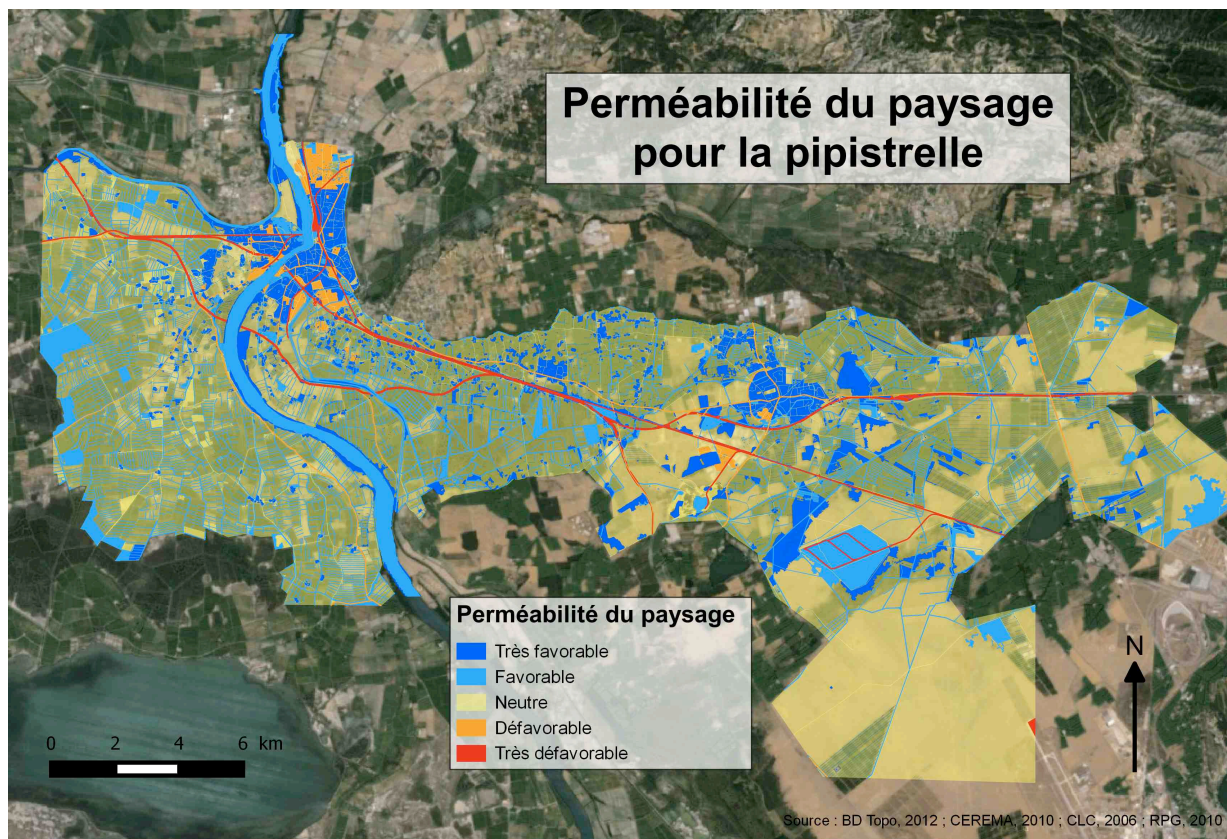 Perméabilité du paysage
pour la pipistrelle
Perméabilité du paysage
Très favorable
Favorable
Neutre
Défavorable
Très défavorable
0 2 4 6 km
N
Source : BD Topo, 2012 ; CEREMA, 2010 ; CLC, 2006 ; RPG, 2010